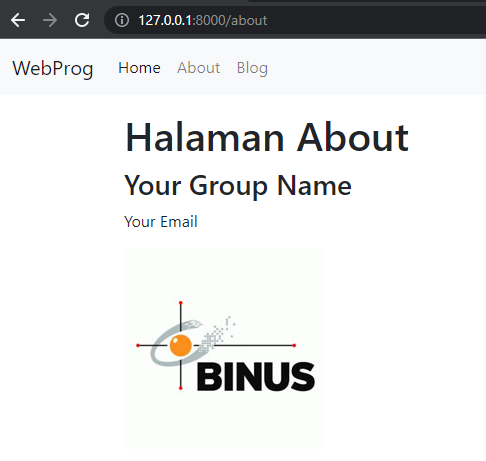 127.0.0.1:8000/about
WebProg Home About Blog
Halaman About
Your Group Name
Your Email
BINUS